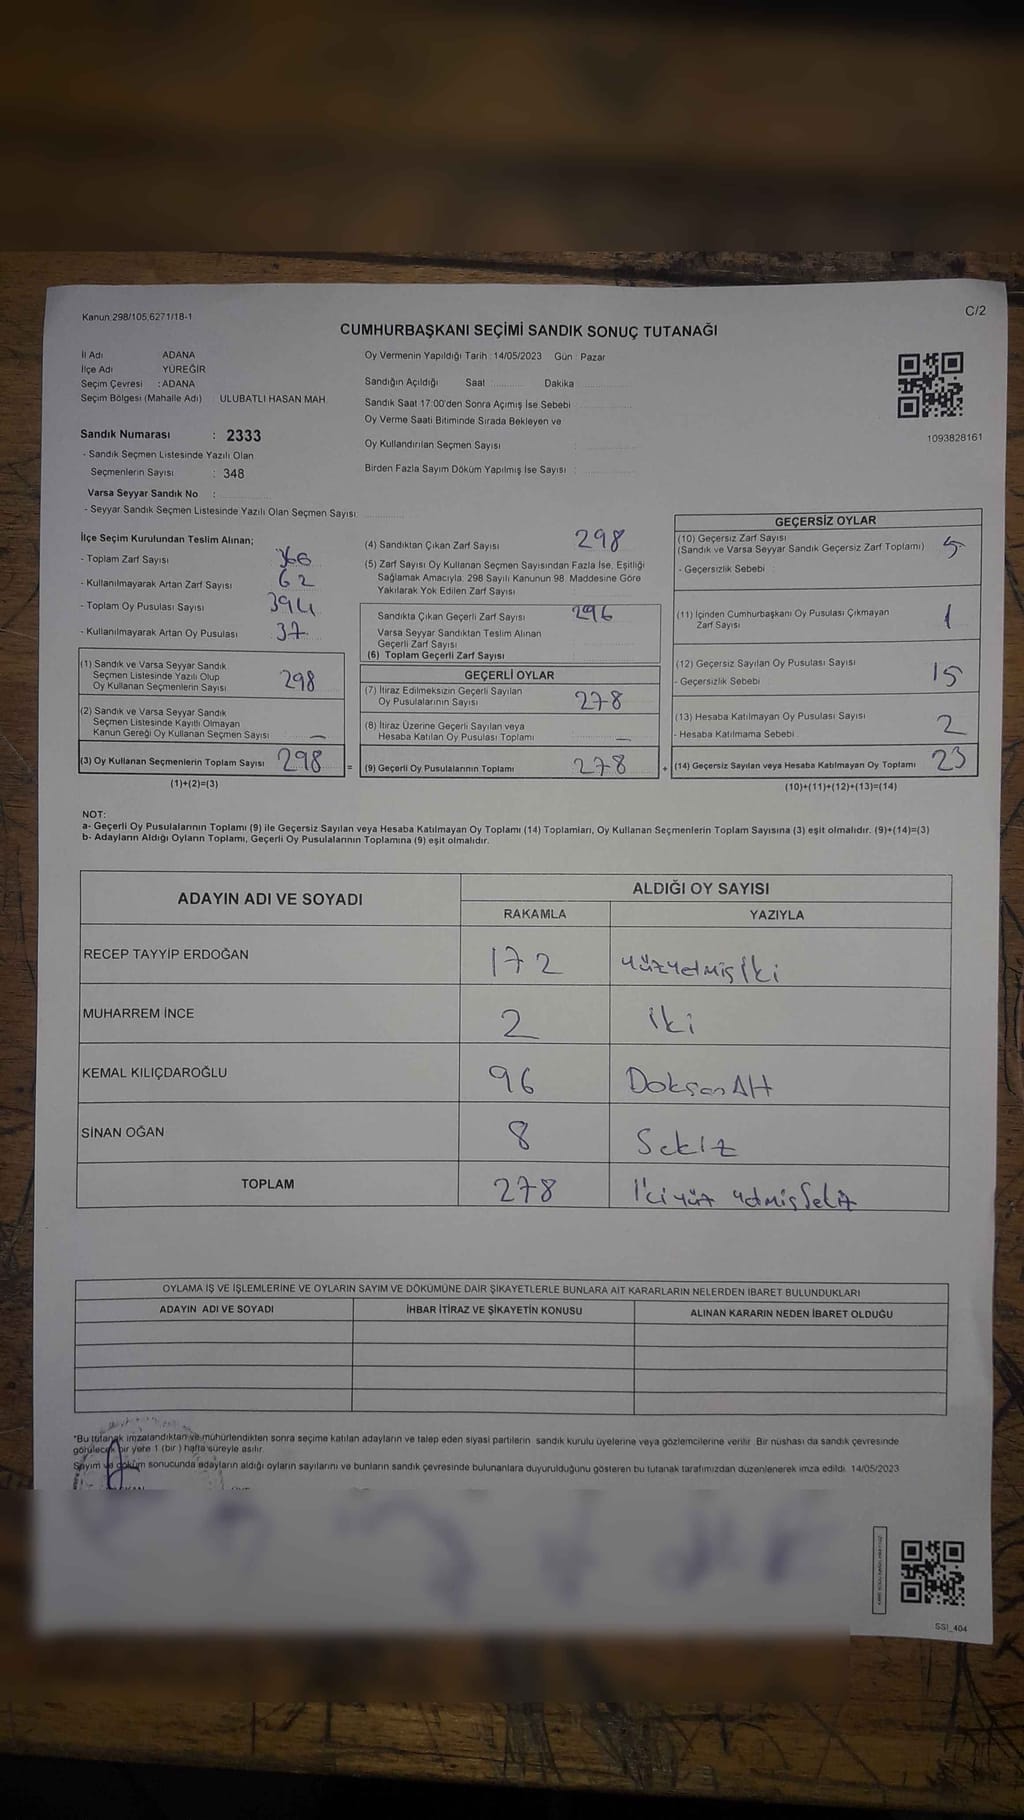 Kanun 298/105,6271/18-1
C/2
CUMHURBAŞKANI SEÇİMİ SANDIK SONUÇ TUTANAĞI
İl Adı ADANA
İlçe Adı YÜREĞİR
Seçim Çevresi : ADANA
Seçim Bölgesi (Mahalle Adı) : ULUBATLI HASAN MAH.
Sandık Numarası : 2333
- Sandık Seçmen Listesinde Yazılı Olan
Seçmenlerin Sayısı : 348
Varsa Seyyar Sandık No :
- Seyyar Sandık Seçmen Listesinde Yazılı Olan Seçmen Sayısı:
Oy Vermenin Yapıldığı Tarih : 14/05/2023 Gün : Pazar
Sandığın Açıldığı Saat Dakika
Sandık Saat 17:00'den Sonra Açımış İse Sebebi
Oy Verme Saati Bitiminde Sırada Bekleyen ve
Oy Kullandırılan Seçmen Sayısı :
Birden Fazla Sayım Döküm Yapılmış İse Sayısı :
1093828161
İlçe Seçim Kurulundan Teslim Alınan;
- Toplam Zarf Sayısı 366
- Kullanılmayarak Artan Zarf Sayısı 62
- Toplam Oy Pusulası Sayısı 394
- Kullanılmayarak Artan Oy Pusulası 37
(1) Sandık ve Varsa Seyyar Sandık
Seçmen Listesinde Yazılı Olup
Oy Kullanan Seçmenlerin Sayısı 298
(2) Sandık ve Varsa Seyyar Sandık
Seçmen Listesinde Kayıtlı Olmayan
Kanun Gereği Oy Kullanan Seçmen Sayısı —
(3) Oy Kullanan Seçmenlerin Toplam Sayısı 298 =
(1)+(2)=(3)
(4) Sandıktan Çıkan Zarf Sayısı 298
(5) Zarf Sayısı Oy Kullanan Seçmen Sayısından Fazla İse, Eşitliği
Sağlamak Amacıyla. 298 Sayılı Kanunun 98. Maddesine Göre
Yakılarak Yok Edilen Zarf Sayısı
Sandıkta Çıkan Geçerli Zarf Sayısı 296
Varsa Seyyar Sandıktan Teslim Alınan
Geçerli Zarf Sayısı
(6) Toplam Geçerli Zarf Sayısı
GEÇERLİ OYLAR
(7) İtiraz Edilmeksizin Geçerli Sayılan
Oy Pusulalarının Sayısı 278
(8) İtiraz Üzerine Geçerli Sayılan veya
Hesaba Katılan Oy Pusulası Toplamı —
(9) Geçerli Oy Pusulalarının Toplamı 278 +
GEÇERSİZ OYLAR
(10) Geçersiz Zarf Sayısı
(Sandık ve Varsa Seyyar Sandık Geçersiz Zarf Toplamı) 5
- Geçersizlik Sebebi :
(11) İçinden Cumhurbaşkanı Oy Pusulası Çıkmayan
Zarf Sayısı 1
(12) Geçersiz Sayılan Oy Pusulası Sayısı 15
- Geçersizlik Sebebi :
(13) Hesaba Katılmayan Oy Pusulası Sayısı 2
- Hesaba Katılmama Sebebi :
(14) Geçersiz Sayılan veya Hesaba Katılmayan Oy Toplamı 23
(10)+(11)+(12)+(13)=(14)
NOT:
a- Geçerli Oy Pusulalarının Toplamı (9) ile Geçersiz Sayılan veya Hesaba Katılmayan Oy Toplamı (14) Toplamları, Oy Kullanan Seçmenlerin Toplam Sayısına (3) eşit olmalıdır. (9)+(14)=(3)
b- Adayların Aldığı Oyların Toplamı, Geçerli Oy Pusulalarının Toplamına (9) eşit olmalıdır.
ADAYIN ADI VE SOYADI ALDIĞI OY SAYISI
RAKAMLA YAZIYLA
RECEP TAYYİP ERDOĞAN 172 Yüzyetmişiki
MUHARREM İNCE 2 iki
KEMAL KILIÇDAROĞLU 96 Doksan Altı
SİNAN OĞAN 8 Sekiz
TOPLAM 278 İkiyüz yetmişSekiz
OYLAMA İŞ VE İŞLEMLERİNE VE OYLARIN SAYIM VE DÖKÜMÜNE DAİR ŞİKAYETLERLE BUNLARA AİT KARARLARIN NELERDEN İBARET BULUNDUKLARI
ADAYIN ADI VE SOYADI İHBAR İTİRAZ VE ŞİKAYETİN KONUSU ALINAN KARARIN NEDEN İBARET OLDUĞU
"Bu tutanak imzalandıktan ve mühürlendikten sonra seçime katılan adayların ve talep eden siyasi partilerin sandık kurulu üyelerine veya gözlemcilerine verilir. Bir nüshası da sandık çevresinde
görülecek bir yere 1 (bir) hafta süreyle asılır.
Sayım ve döküm sonucunda adayların aldığı oyların sayılarını ve bunların sandık çevresinde bulunanlara duyurulduğunu gösteren bu tutanak tarafımızdan düzenlenerek imza edildi. 14/05/2023
SSI_404